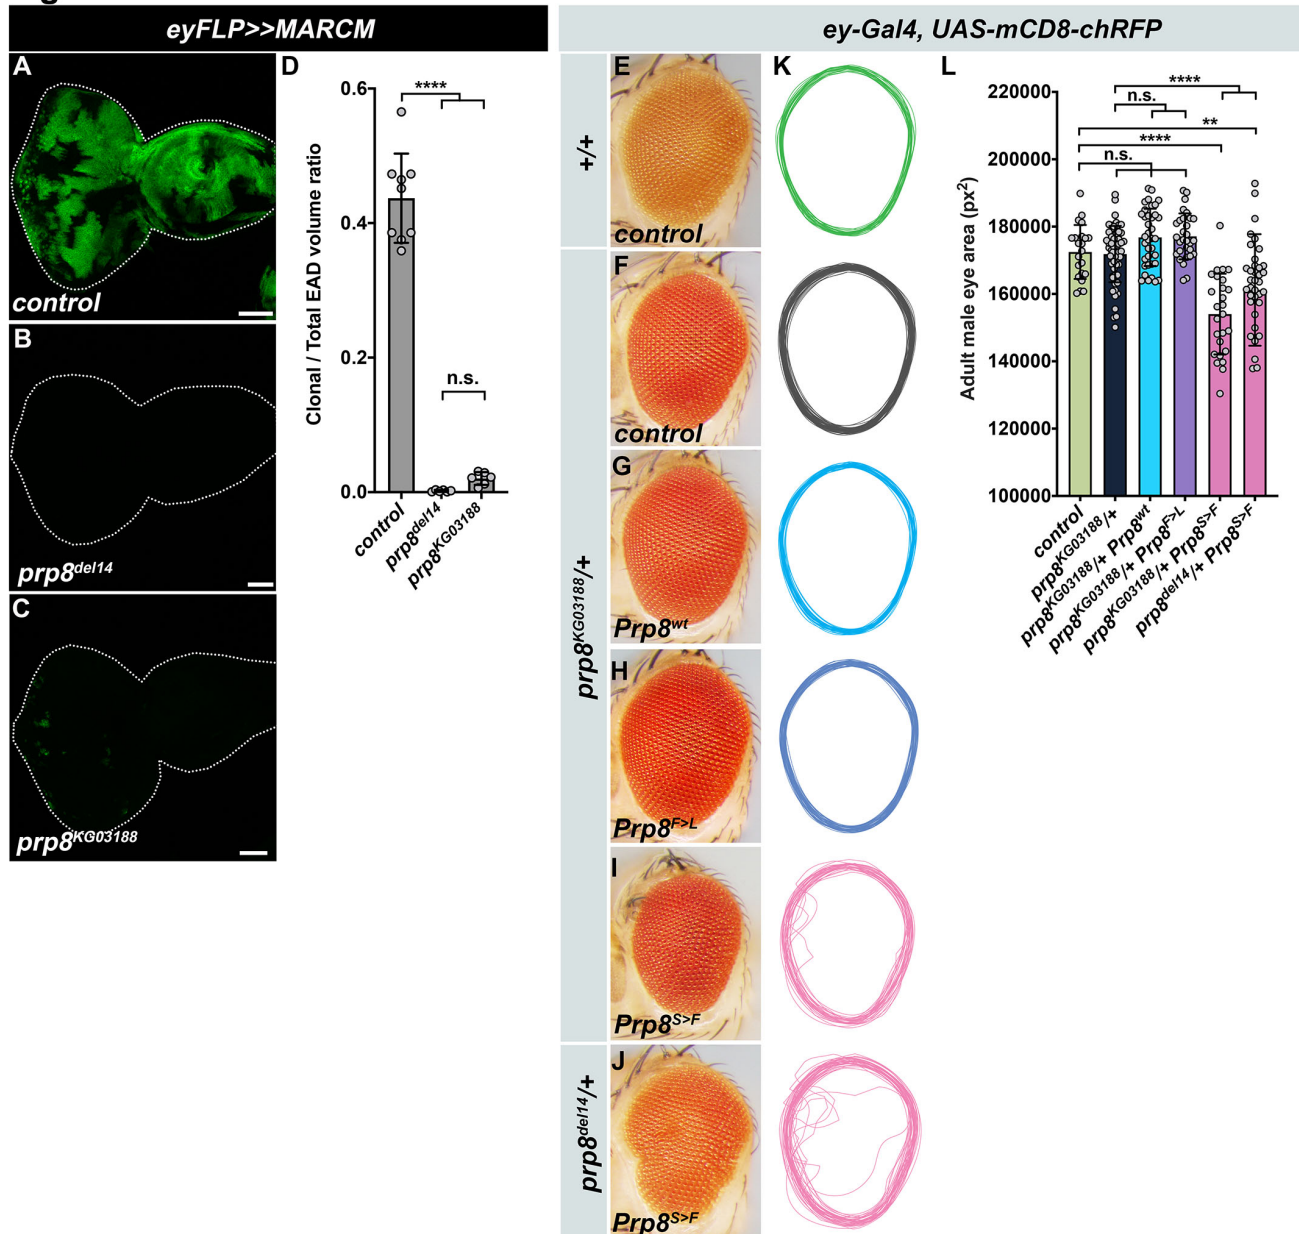 eyFLP>>MARCM
ey-Gal4, UAS-mCD8-chRFP
A
control
B
prp8del14
C
prp8KG03188
D
Clonal / Total EAD volume ratio
0.6
0.4
0.2
0.0
****
n.s.
control
prp8del14
prp8KG03188
+/+
prp8KG03188/+
prp8del14/+
E
control
F
control
G
Prp8wt
H
Prp8F>L
I
Prp8S>F
J
Prp8S>F
K
L
Adult male eye area (px2)
220000
200000
180000
160000
140000
120000
100000
****
n.s.
**
****
n.s.
control
prp8KG03188/+
prp8KG03188/+ Prp8wt
prp8KG03188/+ Prp8F>L
prp8KG03188/+ Prp8S>F
prp8del14/+ Prp8S>F